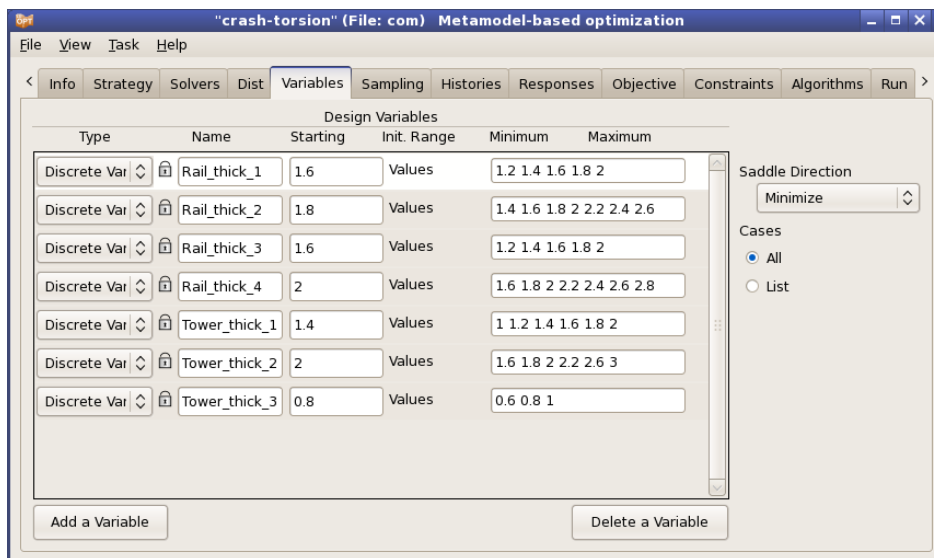 OPT "crash-torsion" (File: com) Metamodel-based optimization
File View Task Help
Info Strategy Solvers Dist Variables Sampling Histories Responses Objective Constraints Algorithms Run
Design Variables
Type Name Starting Init. Range Minimum Maximum
Discrete Var Rail_thick_1 1.6 Values 1.2 1.4 1.6 1.8 2
Discrete Var Rail_thick_2 1.8 Values 1.4 1.6 1.8 2 2.2 2.4 2.6
Discrete Var Rail_thick_3 1.6 Values 1.2 1.4 1.6 1.8 2
Discrete Var Rail_thick_4 2 Values 1.6 1.8 2 2.2 2.4 2.6 2.8
Discrete Var Tower_thick_1 1.4 Values 1 1.2 1.4 1.6 1.8 2
Discrete Var Tower_thick_2 2 Values 1.6 1.8 2 2.2 2.6 3
Discrete Var Tower_thick_3 0.8 Values 0.6 0.8 1
Saddle Direction
Minimize
Cases
All
List
Add a Variable Delete a Variable